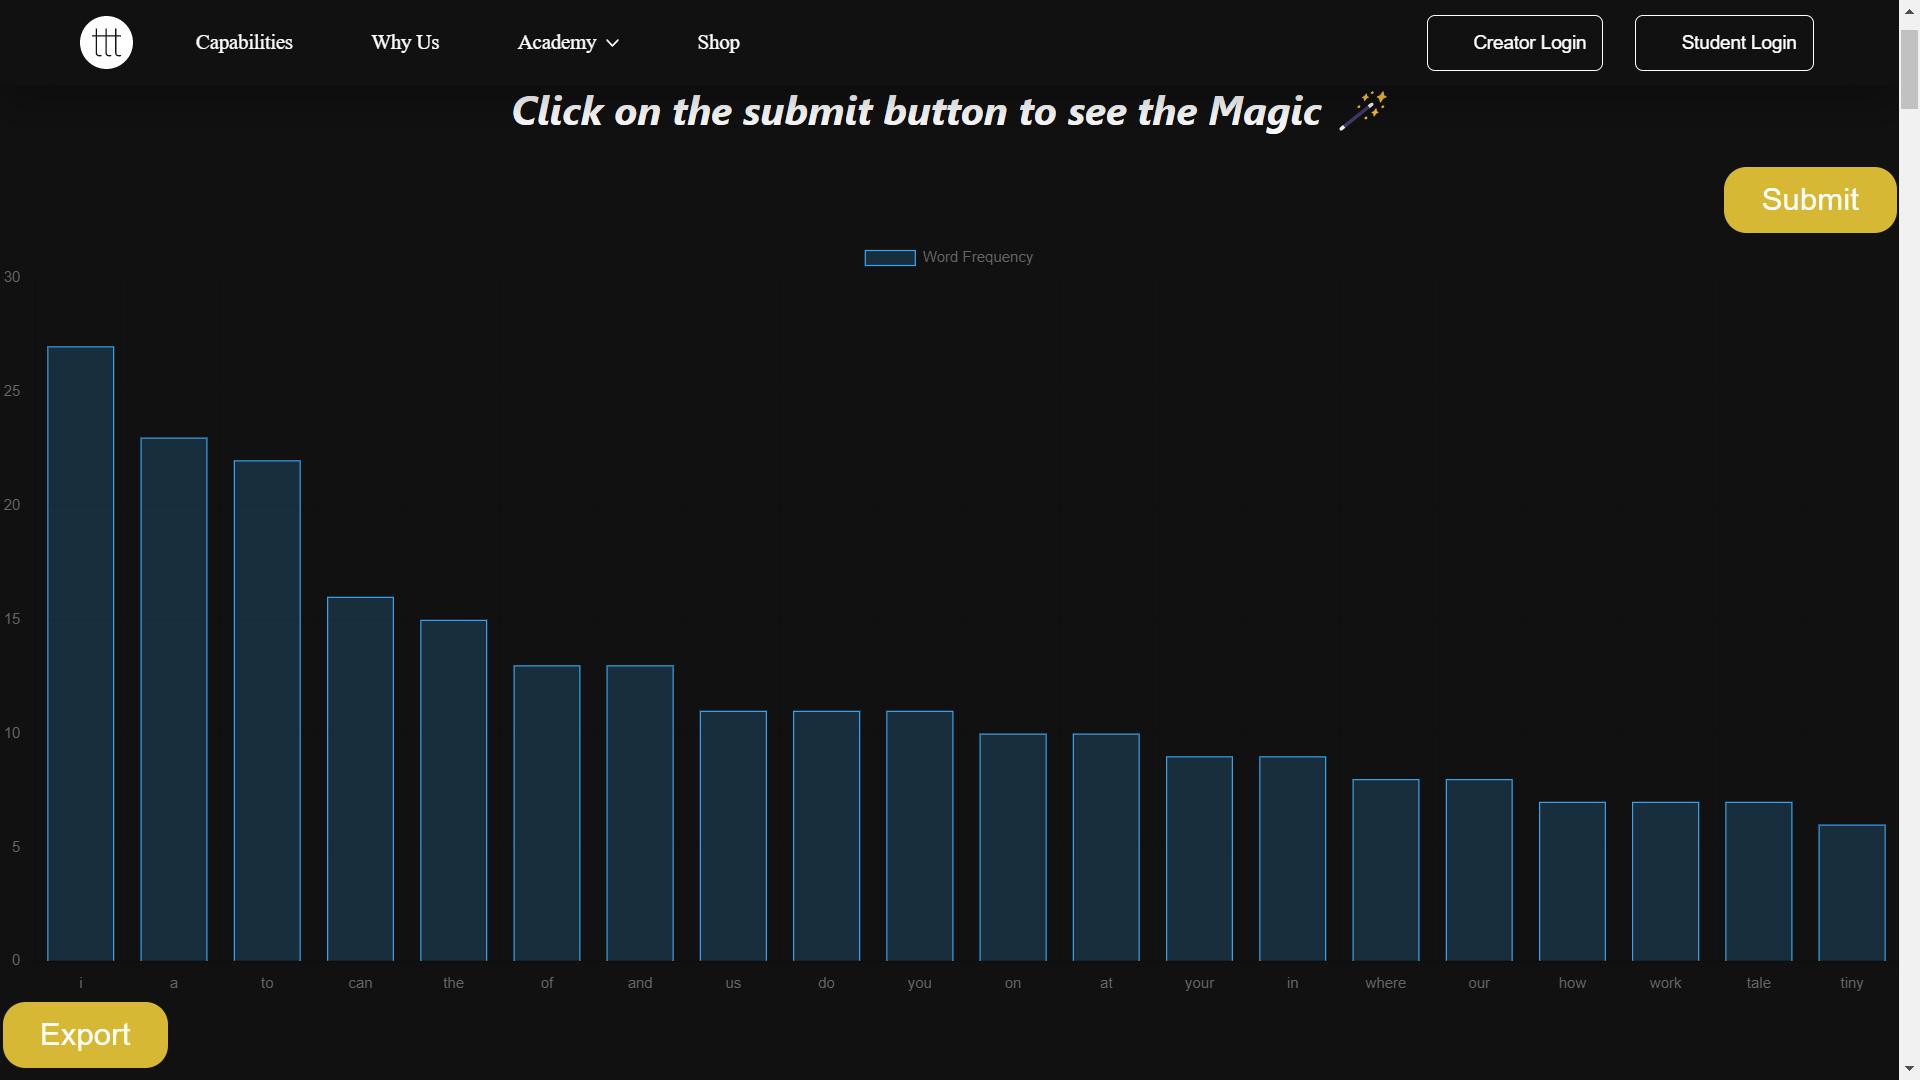 ttt Capabilities Why Us Academy Shop Creator Login Student Login
Click on the submit button to see the Magic 🪄
Submit
Word Frequency
30
25
20
15
10
5
0
i a to can the of and us do you on at your in where our how work tale tiny
Export